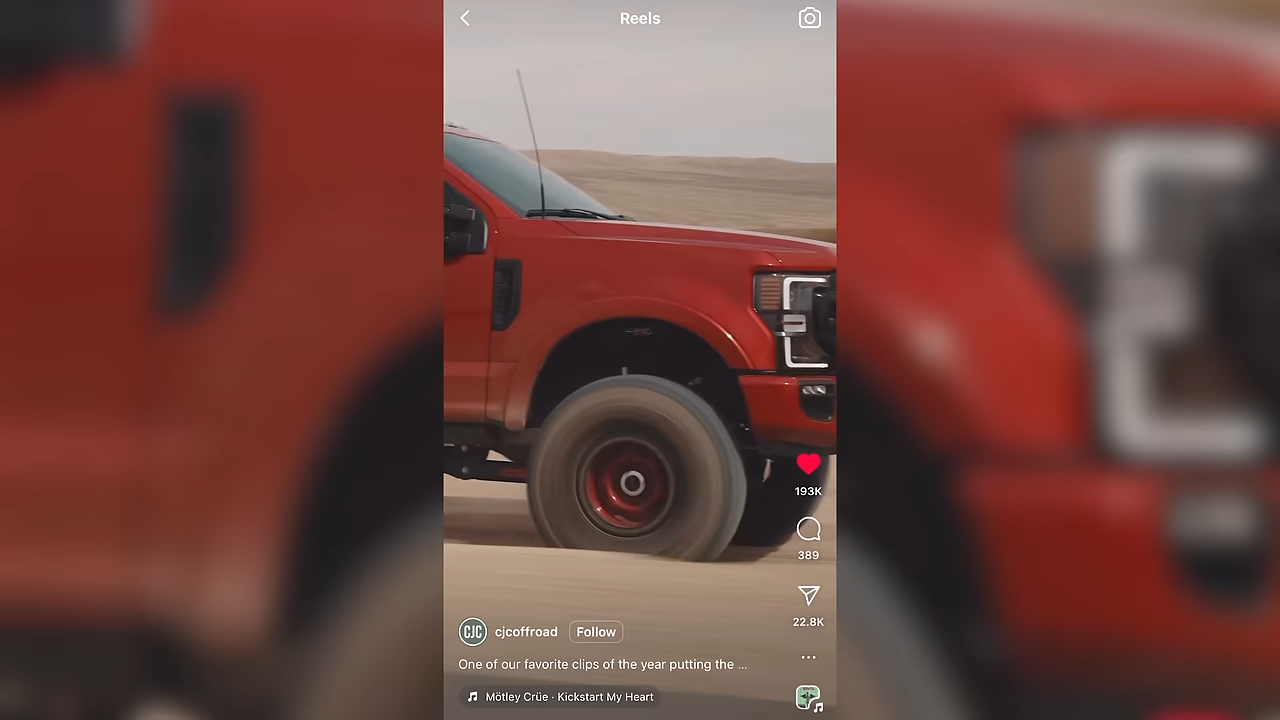 Reels
193K
389
22.8K
CJC cjcoffroad Follow
One of our favorite clips of the year putting the ...
Mötley Crüe · Kickstart My Heart